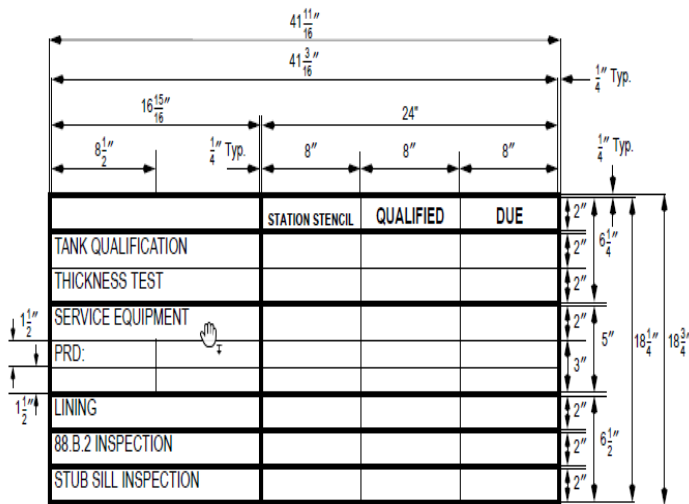 41 11/16"
41 3/16"
1/4" Typ.
16 15/16"
24"
8 1/2"
1/4" Typ.
8"
8"
8"
1/4" Typ.
STATION STENCIL
QUALIFIED
DUE
2"
TANK QUALIFICATION
2"
6 1/4"
THICKNESS TEST
2"
1 1/2"
SERVICE EQUIPMENT
2"
5"
18 1/4"
18 3/4"
PRD:
3"
1 1/2"
LINING
2"
88.B.2 INSPECTION
2"
6 1/2"
STUB SILL INSPECTION
2"